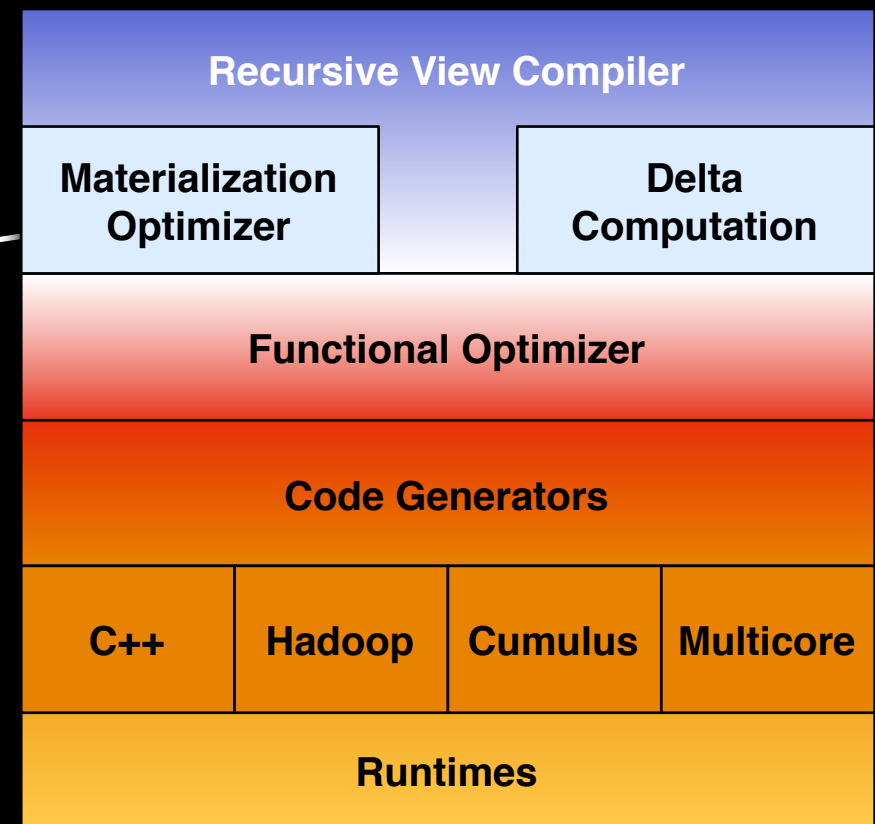 Recursive View Compiler
Materialization
Optimizer
Delta
Computation
Functional Optimizer
Code Generators
C++
Hadoop
Cumulus
Multicore
Runtimes